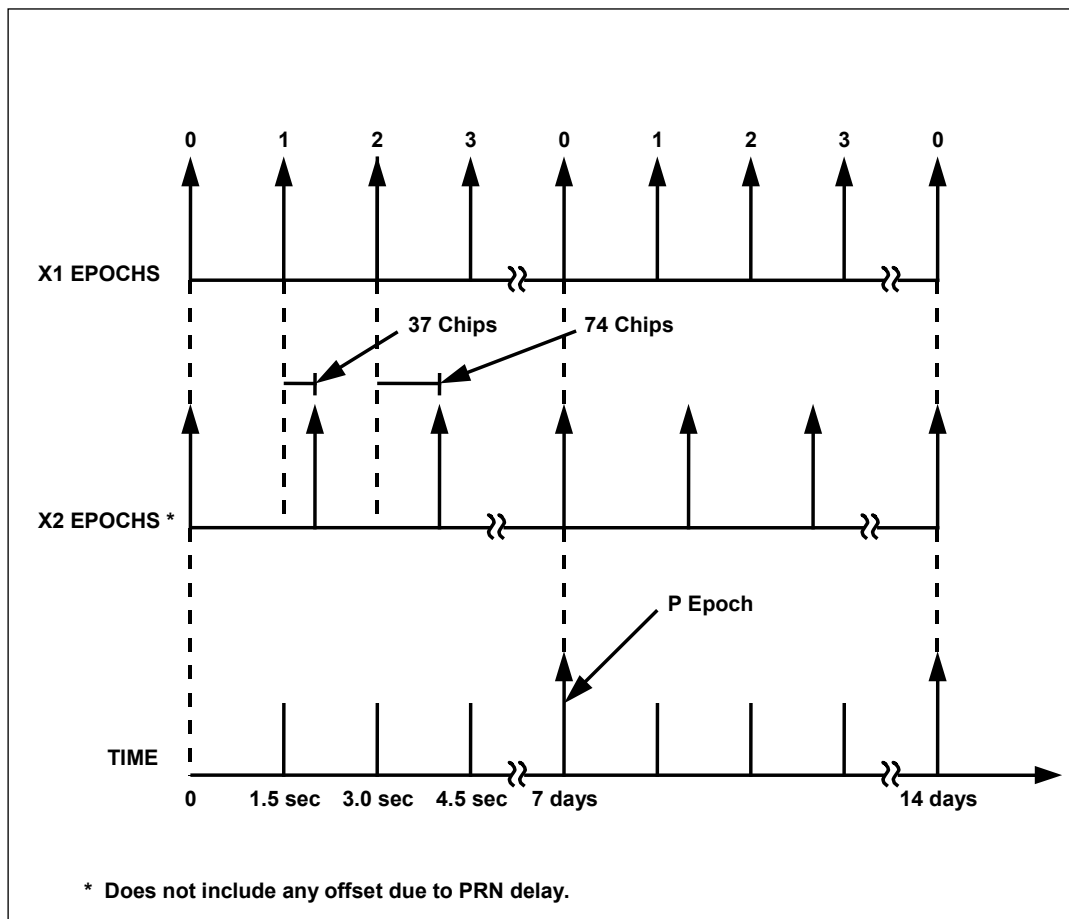 0 1 2 3 0 1 2 3 0
X1 EPOCHS
37 Chips 74 Chips
X2 EPOCHS *
P Epoch
TIME
0 1.5 sec 3.0 sec 4.5 sec 7 days 14 days
* Does not include any offset due to PRN delay.